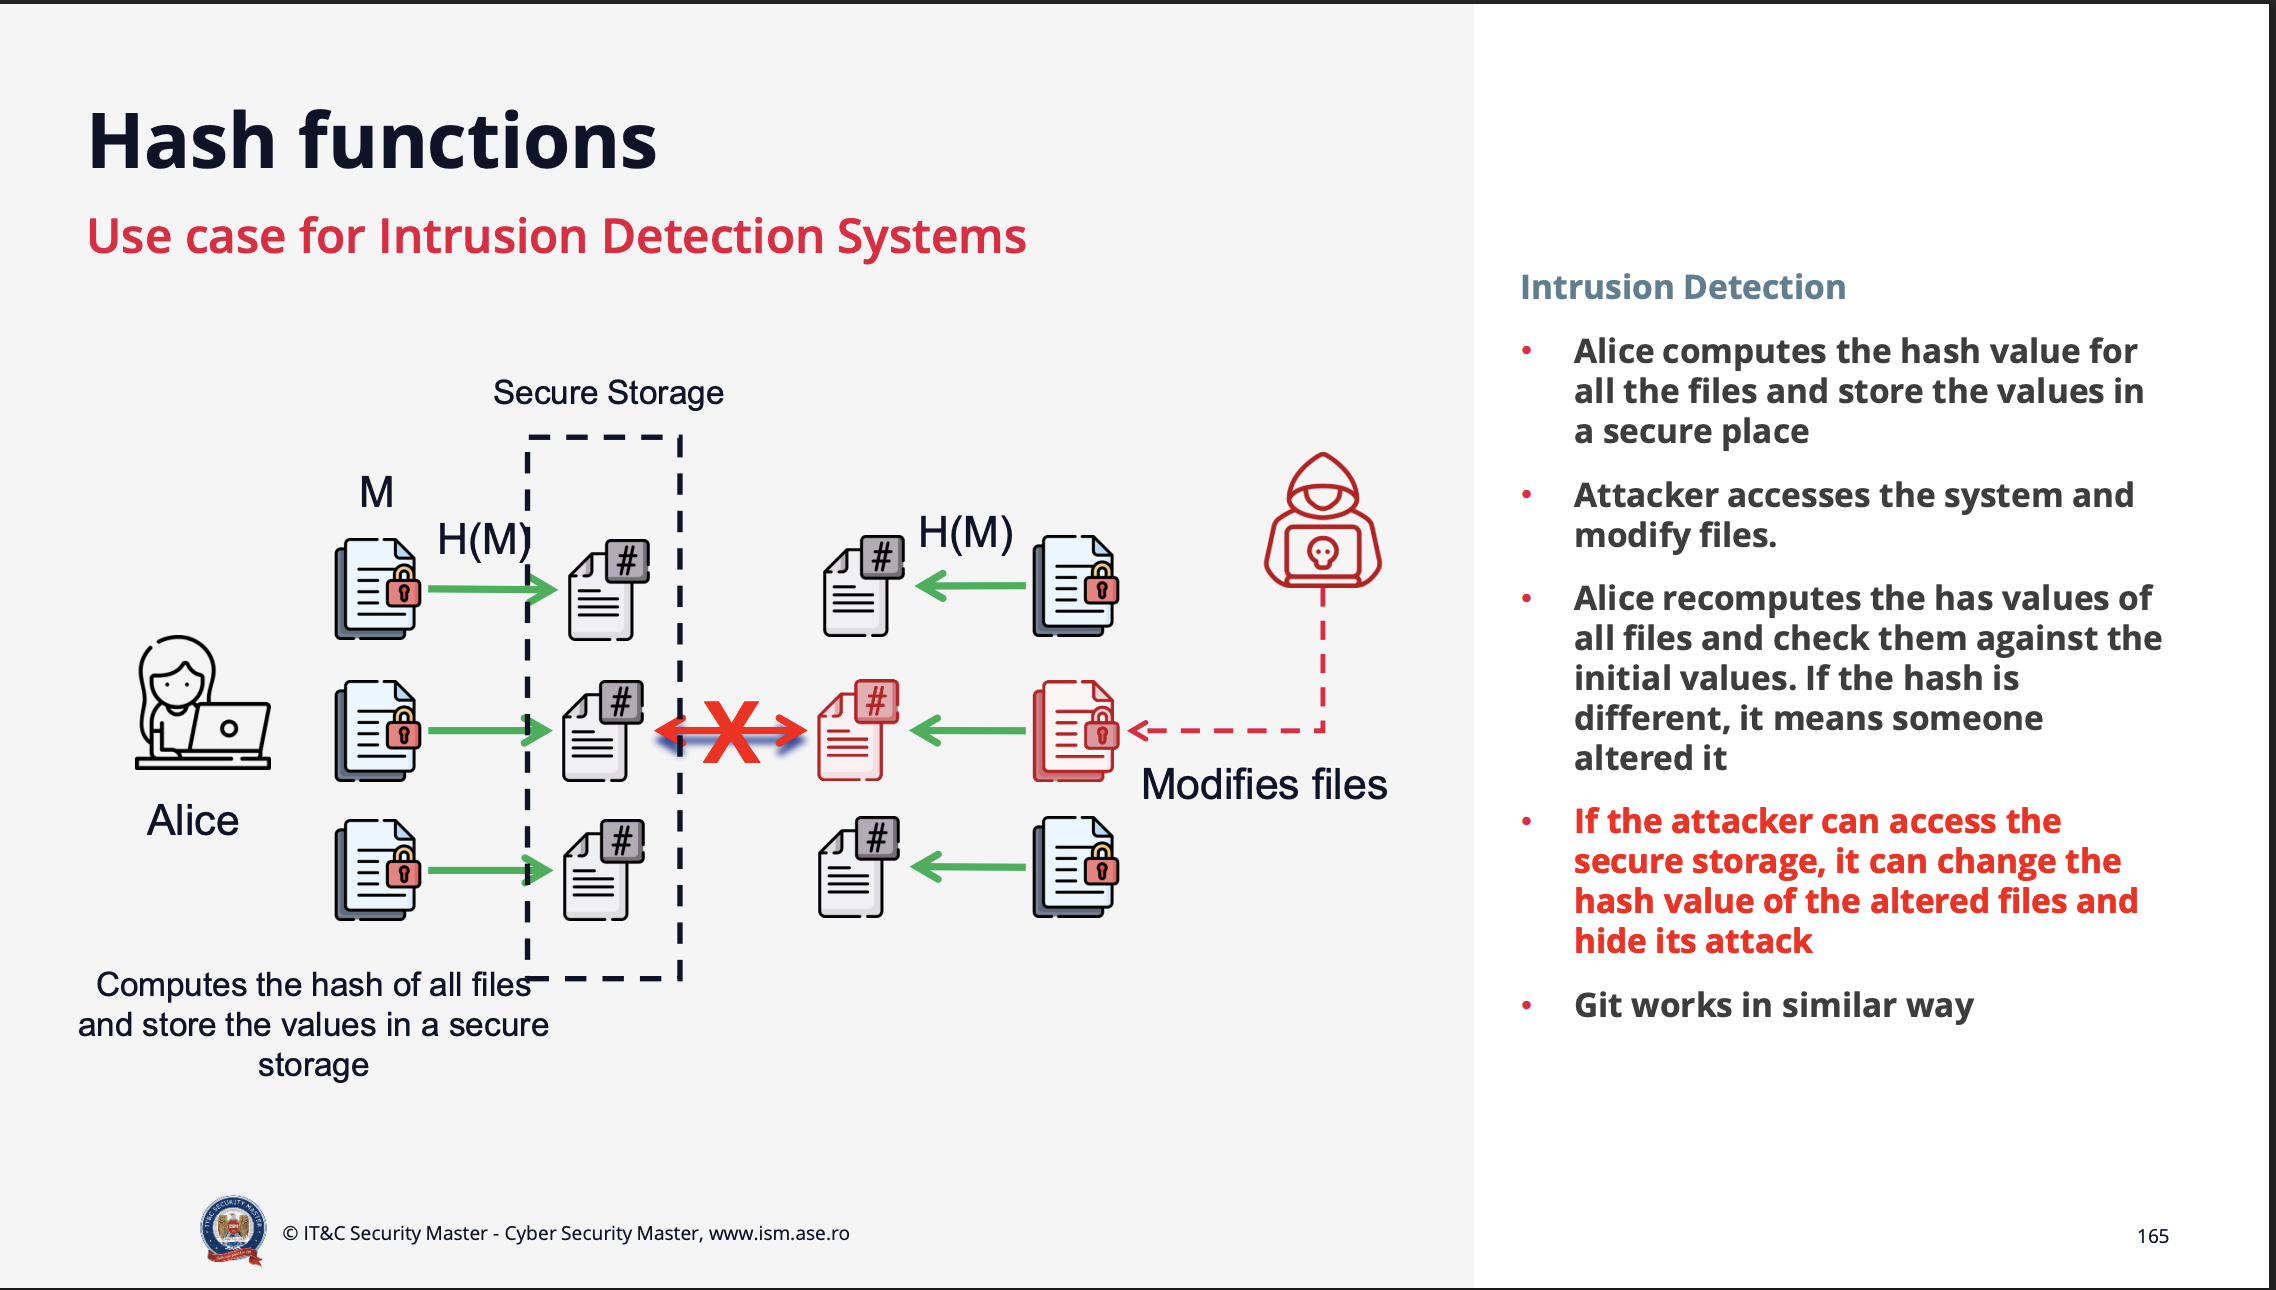 Hash functions
Use case for Intrusion Detection Systems
Secure Storage
M
H(M)
#
H(M)
#
#
X
#
Modifies files
Alice
#
#
Computes the hash of all files
and store the values in a secure
storage
Intrusion Detection
• Alice computes the hash value for
all the files and store the values in
a secure place
• Attacker accesses the system and
modify files.
• Alice recomputes the has values of
all files and check them against the
initial values. If the hash is
different, it means someone
altered it
• If the attacker can access the
secure storage, it can change the
hash value of the altered files and
hide its attack
• Git works in similar way
© IT&C Security Master - Cyber Security Master, www.ism.ase.ro
165